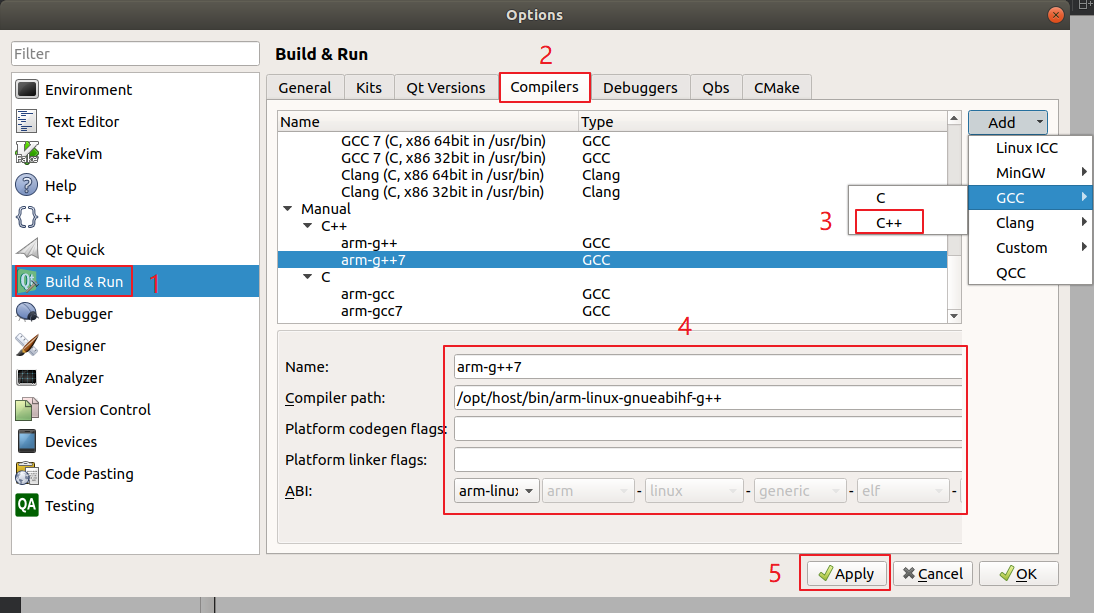 Options
Filter
Environment
Text Editor
FakeVim
Help
C++
Qt Quick
Build & Run
1
Debugger
Designer
Analyzer
Version Control
Devices
Code Pasting
QA Testing
Build & Run
2
General Kits Qt Versions Compilers Debuggers Qbs CMake
Name Type
GCC 7 (C, x86 64bit in /usr/bin) GCC
GCC 7 (C, x86 32bit in /usr/bin) GCC
Clang (C, x86 64bit in /usr/bin) Clang
Clang (C, x86 32bit in /usr/bin) Clang
Manual
C++
arm-g++ GCC
arm-g++7 GCC
C
arm-gcc GCC
arm-gcc7 GCC
Add
Linux ICC
MinGW
GCC
Clang
Custom
QCC
C
3 C++
4
Name: arm-g++7
Compiler path: /opt/host/bin/arm-linux-gnueabihf-g++
Platform codegen flags:
Platform linker flags:
ABI: arm-linux arm - linux - generic - elf -
5 Apply Cancel OK